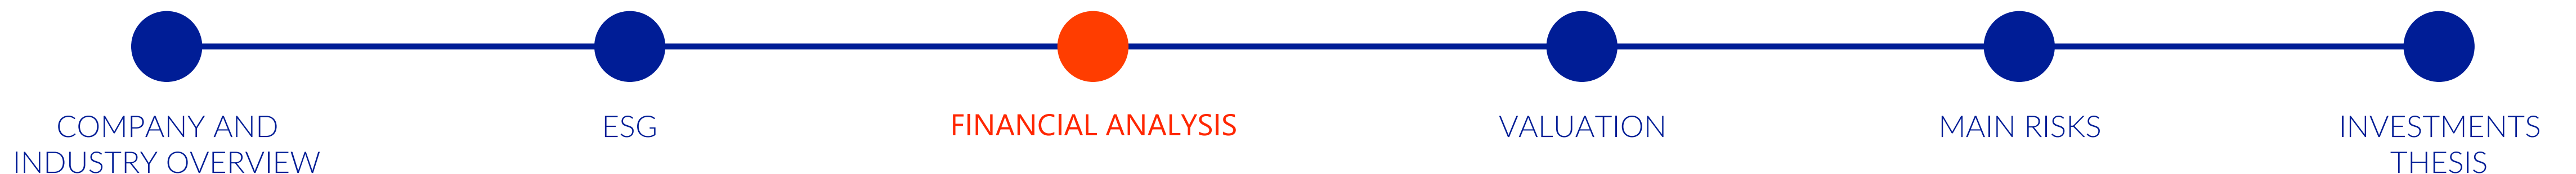 COMPANY AND
INDUSTRY OVERVIEW
ESG
FINANCIAL ANALYSIS
VALUATION
MAIN RISKS
INVESTMENTS
THESIS